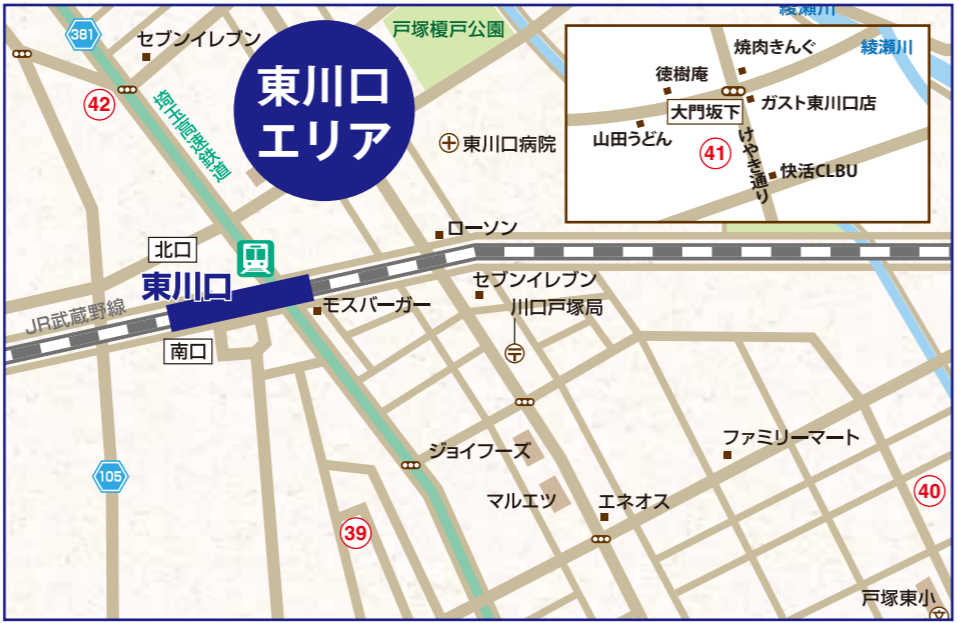 綾瀬川
381
セブンイレブン
戸塚榎戸公園
東川口
エリア
42
埼玉高速鉄道
東川口病院
焼肉きんぐ
綾瀬川
徳樹庵
大門坂下
ガスト東川口店
山田うどん
41
けやき通り
快活CLBU
ローソン
北口
東川口
セブンイレブン
JR武蔵野線
モスバーガー
川口戸塚局
南口
ジョイフーズ
ファミリーマート
105
マルエツ
エネオス
40
39
戸塚東小
文